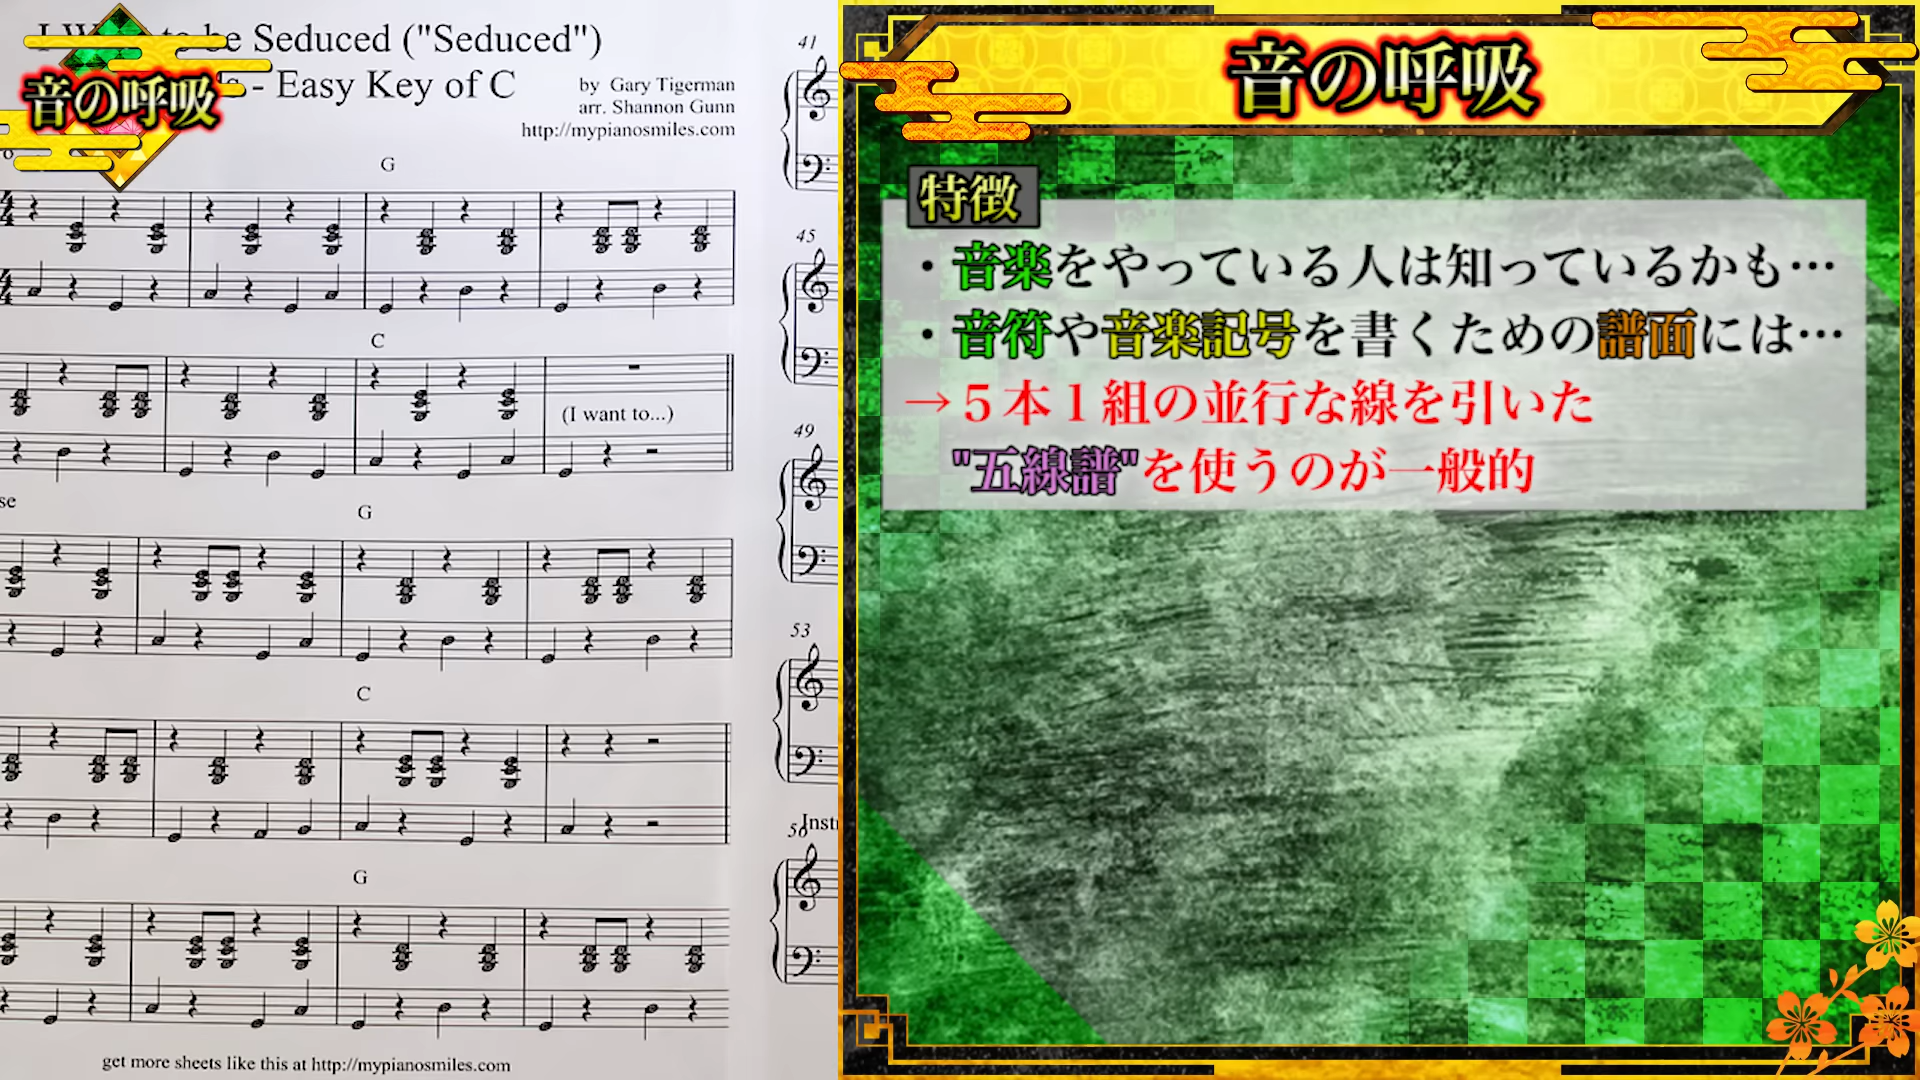 I W to be Seduced ("Seduced")
音の呼吸
- Easy Key of C
by Gary Tigerman
arr. Shannon Gunn
http://mypianosmiles.com
G
C
(I want to...)
G
C
G
get more sheets like this at http://mypianosmiles.com
41
45
49
53
Inst
音の呼吸
特徴
・音楽をやっている人は知っているかも…
・音符や音楽記号を書くための譜面には…
→５本１組の並行な線を引いた
"五線譜"を使うのが一般的